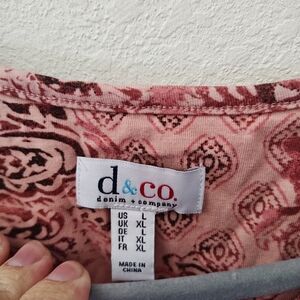 d&co.
denim + company
US L
UK XL
DE L
IT XL
FR XL
MADE IN
CHINA